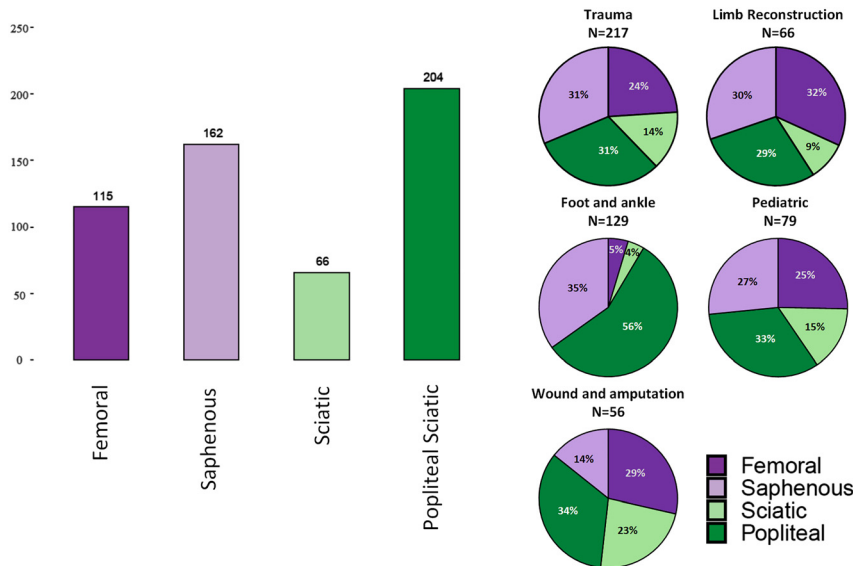 250
200
150
100
50
0
115
162
66
204
Femoral
Saphenous
Sciatic
Popliteal Sciatic
Trauma
N=217
24%
14%
31%
31%
Limb Reconstruction
N=66
32%
9%
29%
30%
Foot and ankle
N=129
5%
4%
56%
35%
Pediatric
N=79
25%
15%
33%
27%
Wound and amputation
N=56
29%
23%
34%
14%
Femoral
Saphenous
Sciatic
Popliteal